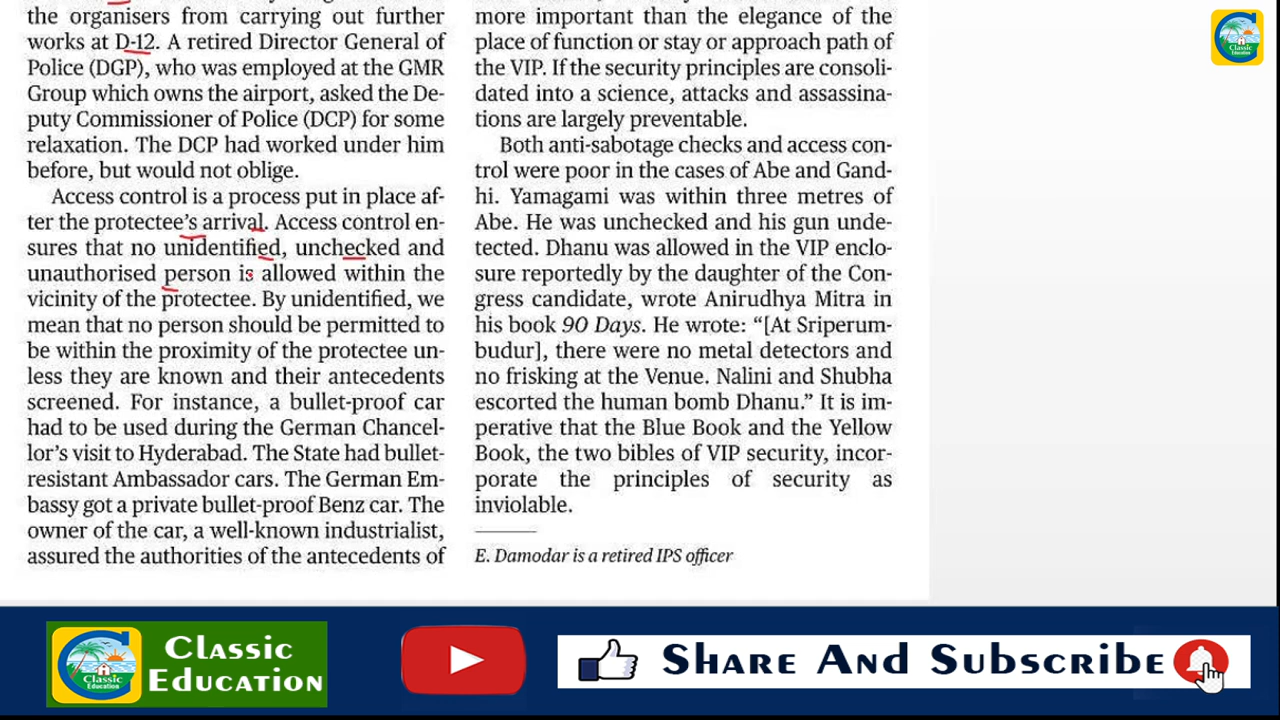 the organisers from carrying out further
works at D-12. A retired Director General of
Police (DGP), who was employed at the GMR
Group which owns the airport, asked the De-
puty Commissioner of Police (DCP) for some
relaxation. The DCP had worked under him
before, but would not oblige.
Access control is a process put in place af-
ter the protectee's arrival. Access control en-
sures that no unidentified, unchecked and
unauthorised person is allowed within the
vicinity of the protectee. By unidentified, we
mean that no person should be permitted to
be within the proximity of the protectee un-
less they are known and their antecedents
screened. For instance, a bullet-proof car
had to be used during the German Chancel-
lor's visit to Hyderabad. The State had bullet-
resistant Ambassador cars. The German Em-
bassy got a private bullet-proof Benz car. The
owner of the car, a well-known industrialist,
assured the authorities of the antecedents of
more important than the elegance of the
place of function or stay or approach path of
the VIP. If the security principles are consoli-
dated into a science, attacks and assassina-
tions are largely preventable.
Both anti-sabotage checks and access con-
trol were poor in the cases of Abe and Gand-
hi. Yamagami was within three metres of
Abe. He was unchecked and his gun unde-
tected. Dhanu was allowed in the VIP enclo-
sure reportedly by the daughter of the Con-
gress candidate, wrote Anirudhya Mitra in
his book 90 Days. He wrote: “[At Sriperum-
budur], there were no metal detectors and
no frisking at the Venue. Nalini and Shubha
escorted the human bomb Dhanu.” It is im-
perative that the Blue Book and the Yellow
Book, the two bibles of VIP security, incor-
porate the principles of security as
inviolable.
E. Damodar is a retired IPS officer
Classic
Education
Classic
Education
Classic
Education
Share And Subscribe